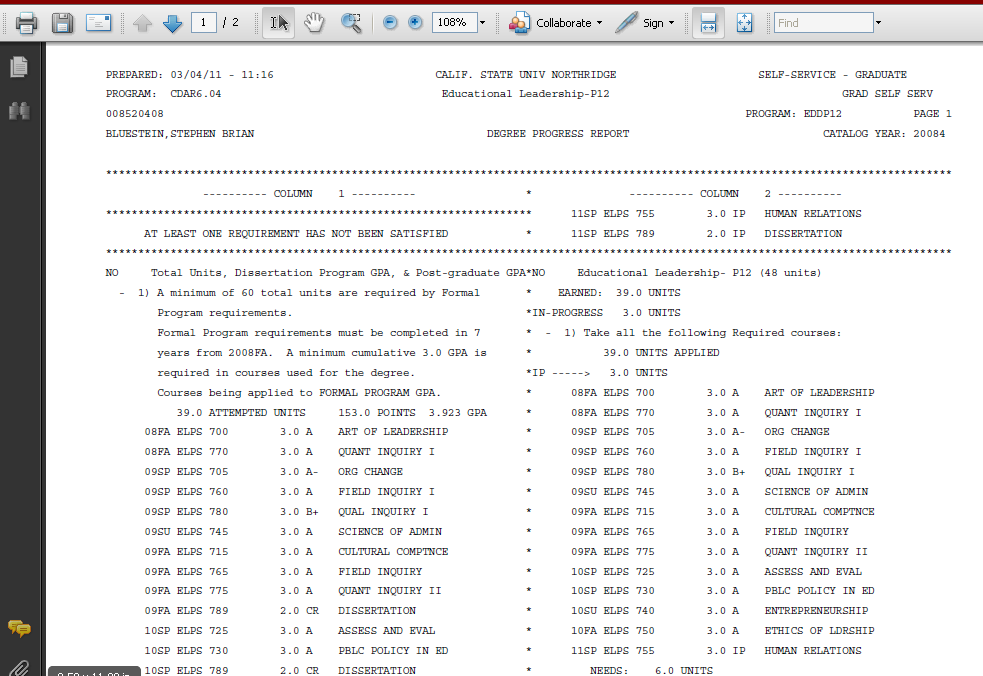 1 / 2 108% Collaborate Sign Find
PREPARED: 03/04/11 - 11:16 CALIF. STATE UNIV NORTHRIDGE SELF-SERVICE - GRADUATE
PROGRAM: CDAR6.04 Educational Leadership-P12 GRAD SELF SERV
008520408 PROGRAM: EDDP12 PAGE 1
BLUESTEIN,STEPHEN BRIAN DEGREE PROGRESS REPORT CATALOG YEAR: 20084
---------- COLUMN 1 ---------- * ---------- COLUMN 2 ----------
11SP ELPS 755 3.0 IP HUMAN RELATIONS
AT LEAST ONE REQUIREMENT HAS NOT BEEN SATISFIED * 11SP ELPS 789 2.0 IP DISSERTATION
NO Total Units, Dissertation Program GPA, & Post-graduate GPA*NO Educational Leadership- P12 (48 units)
- 1) A minimum of 60 total units are required by Formal * EARNED: 39.0 UNITS
Program requirements. *IN-PROGRESS 3.0 UNITS
Formal Program requirements must be completed in 7 * - 1) Take all the following Required courses:
years from 2008FA. A minimum cumulative 3.0 GPA is * 39.0 UNITS APPLIED
required in courses used for the degree. *IP -----> 3.0 UNITS
Courses being applied to FORMAL PROGRAM GPA. * 08FA ELPS 700 3.0 A ART OF LEADERSHIP
39.0 ATTEMPTED UNITS 153.0 POINTS 3.923 GPA * 08FA ELPS 770 3.0 A QUANT INQUIRY I
08FA ELPS 700 3.0 A ART OF LEADERSHIP * 09SP ELPS 705 3.0 A- ORG CHANGE
08FA ELPS 770 3.0 A QUANT INQUIRY I * 09SP ELPS 760 3.0 A FIELD INQUIRY I
09SP ELPS 705 3.0 A- ORG CHANGE * 09SP ELPS 780 3.0 B+ QUAL INQUIRY I
09SP ELPS 760 3.0 A FIELD INQUIRY I * 09SU ELPS 745 3.0 A SCIENCE OF ADMIN
09SP ELPS 780 3.0 B+ QUAL INQUIRY I * 09FA ELPS 715 3.0 A CULTURAL COMPTNCE
09SU ELPS 745 3.0 A SCIENCE OF ADMIN * 09FA ELPS 765 3.0 A FIELD INQUIRY
09FA ELPS 715 3.0 A CULTURAL COMPTNCE * 09FA ELPS 775 3.0 A QUANT INQUIRY II
09FA ELPS 765 3.0 A FIELD INQUIRY * 10SP ELPS 725 3.0 A ASSESS AND EVAL
09FA ELPS 775 3.0 A QUANT INQUIRY II * 10SP ELPS 730 3.0 A PBLC POLICY IN ED
09FA ELPS 789 2.0 CR DISSERTATION * 10SU ELPS 740 3.0 A ENTREPRENEURSHIP
10SP ELPS 725 3.0 A ASSESS AND EVAL * 10FA ELPS 750 3.0 A ETHICS OF LDRSHIP
10SP ELPS 730 3.0 A PBLC POLICY IN ED * 11SP ELPS 755 3.0 IP HUMAN RELATIONS
10SP ELPS 789 2.0 CR DISSERTATION * NEEDS: 6.0 UNITS